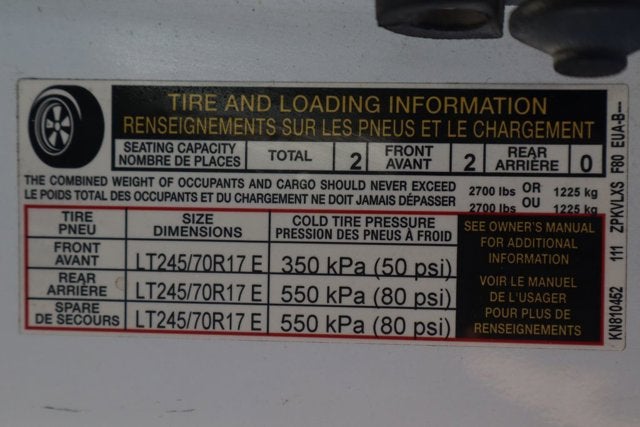 TIRE AND LOADING INFORMATION
RENSEIGNEMENTS SUR LES PNEUS ET LE CHARGEMENT
SEATING CAPACITY TOTAL 2 FRONT 2 REAR 0
NOMBRE DE PLACES AVANT ARRIÈRE
THE COMBINED WEIGHT OF OCCUPANTS AND CARGO SHOULD NEVER EXCEED 2700 lbs OR 1225 kg
LE POIDS TOTAL DES OCCUPANTS ET DU CHARGEMENT NE DOIT JAMAIS DÉPASSER 2700 lbs OU 1225 kg
TIRE SIZE COLD TIRE PRESSURE
PNEU DIMENSIONS PRESSION DES PNEUS À FROID
FRONT
AVANT LT245/70R17 E 350 kPa (50 psi)
REAR
ARRIÈRE LT245/70R17 E 550 kPa (80 psi)
SPARE
DE SECOURS LT245/70R17 E 550 kPa (80 psi)
SEE OWNER'S MANUAL
FOR ADDITIONAL
INFORMATION
VOIR LE MANUEL
DE L'USAGER
POUR PLUS DE
RENSEIGNEMENTS
KN810452 111 ZPKVLXS F80 EUA-B---